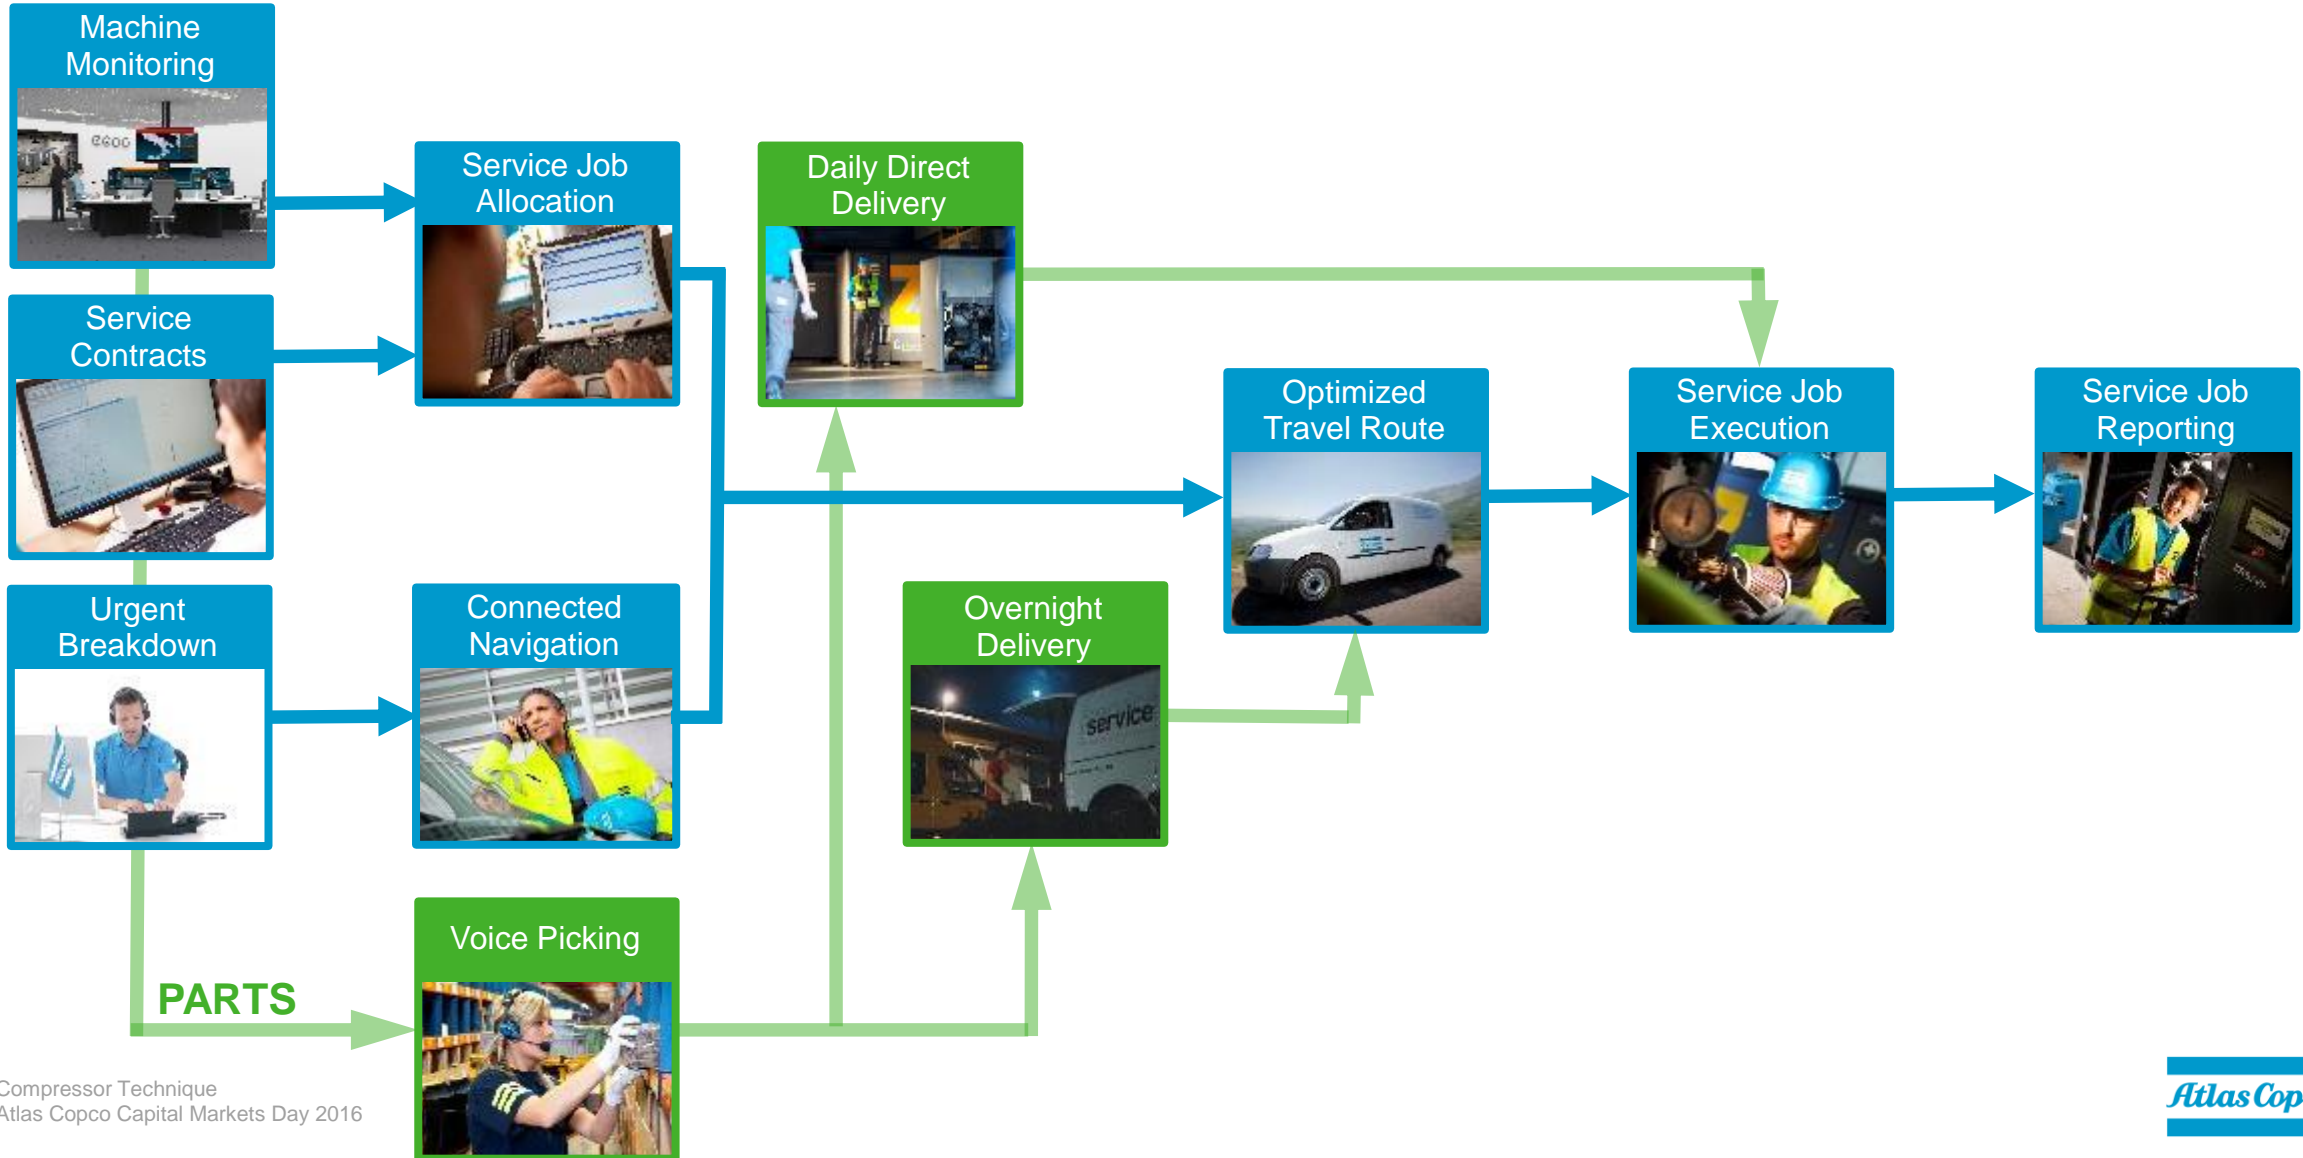 Machine
Monitoring
Service Job
Allocation
Daily Direct
Delivery
Service
Contracts
Optimized
Travel Route
Service Job
Execution
Service Job
Reporting
Urgent
Breakdown
Connected
Navigation
Overnight
Delivery
service
Voice Picking
PARTS
Compressor Technique
Atlas Copco Capital Markets Day 2016
Atlas Cop